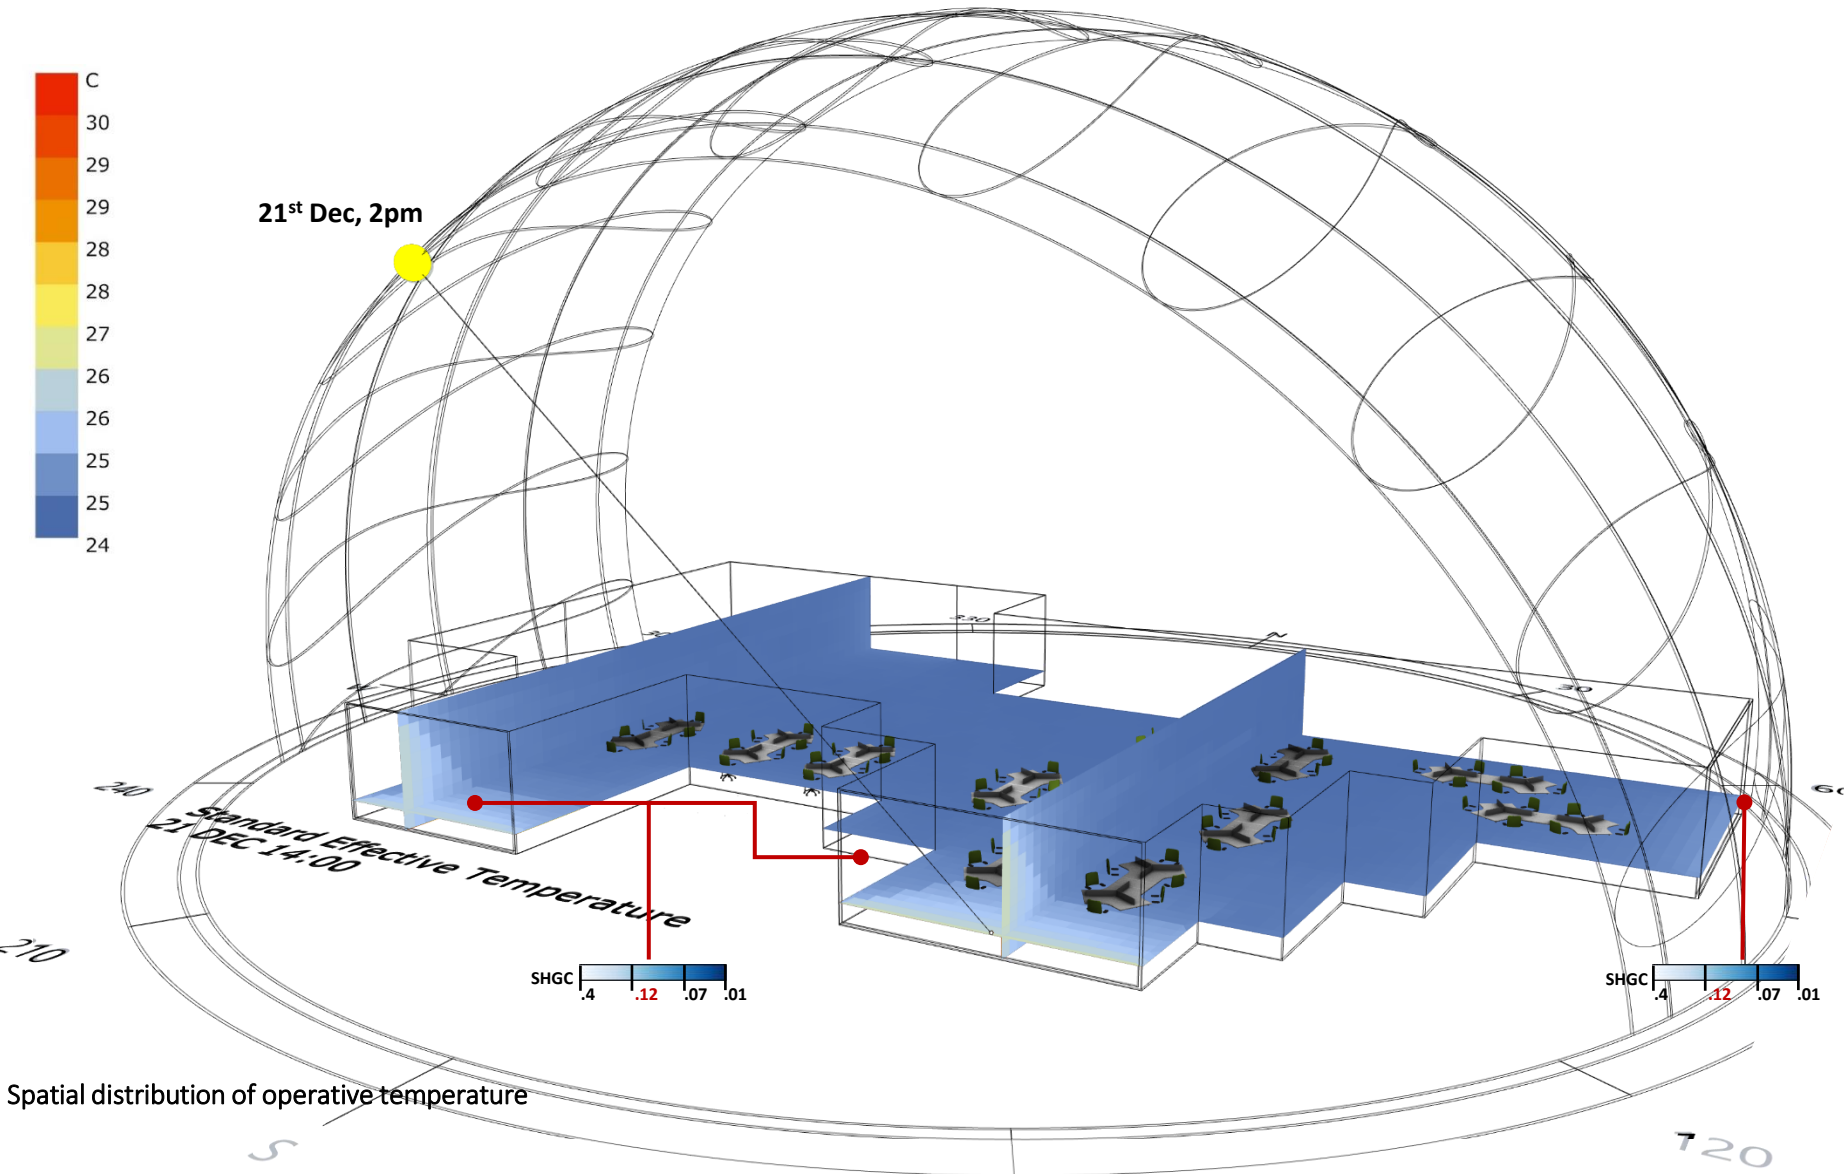 C
30
29
29
28
28
27
26
26
25
25
24
21st Dec, 2pm
330
N
30
240
210
Standard Effective Temperature
21 DEC 14:00
SHGC
.4
.12
.07
.01
SHGC
.4
.12
.07
.01
Spatial distribution of operative temperature
S
120